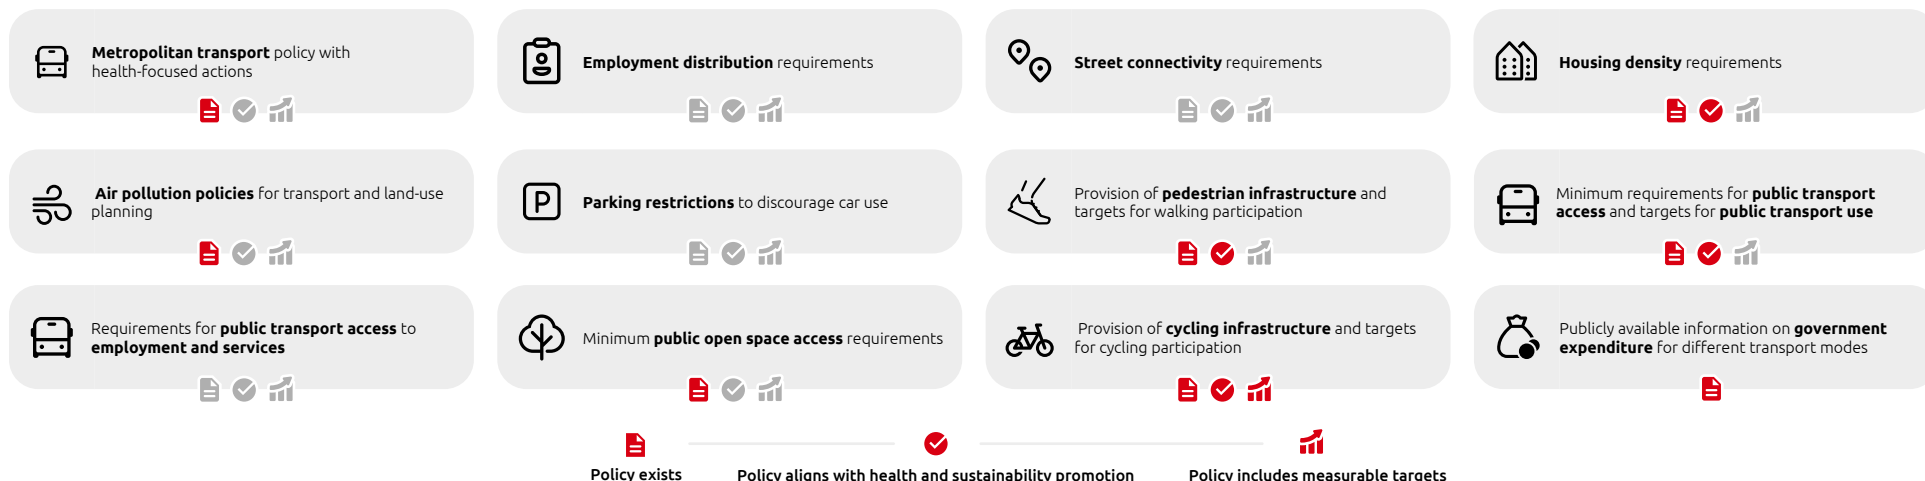 Metropolitan transport policy with
health-focused actions
Employment distribution requirements
Street connectivity requirements
Housing density requirements
Air pollution policies for transport and land-use
planning
P
Parking restrictions to discourage car use
Provision of pedestrian infrastructure and
targets for walking participation
Minimum requirements for public transport
access and targets for public transport use
Requirements for public transport access to
employment and services
Minimum public open space access requirements
Provision of cycling infrastructure and targets
for cycling participation
Publicly available information on government
expenditure for different transport modes
Policy exists
Policy aligns with health and sustainability promotion
Policy includes measurable targets